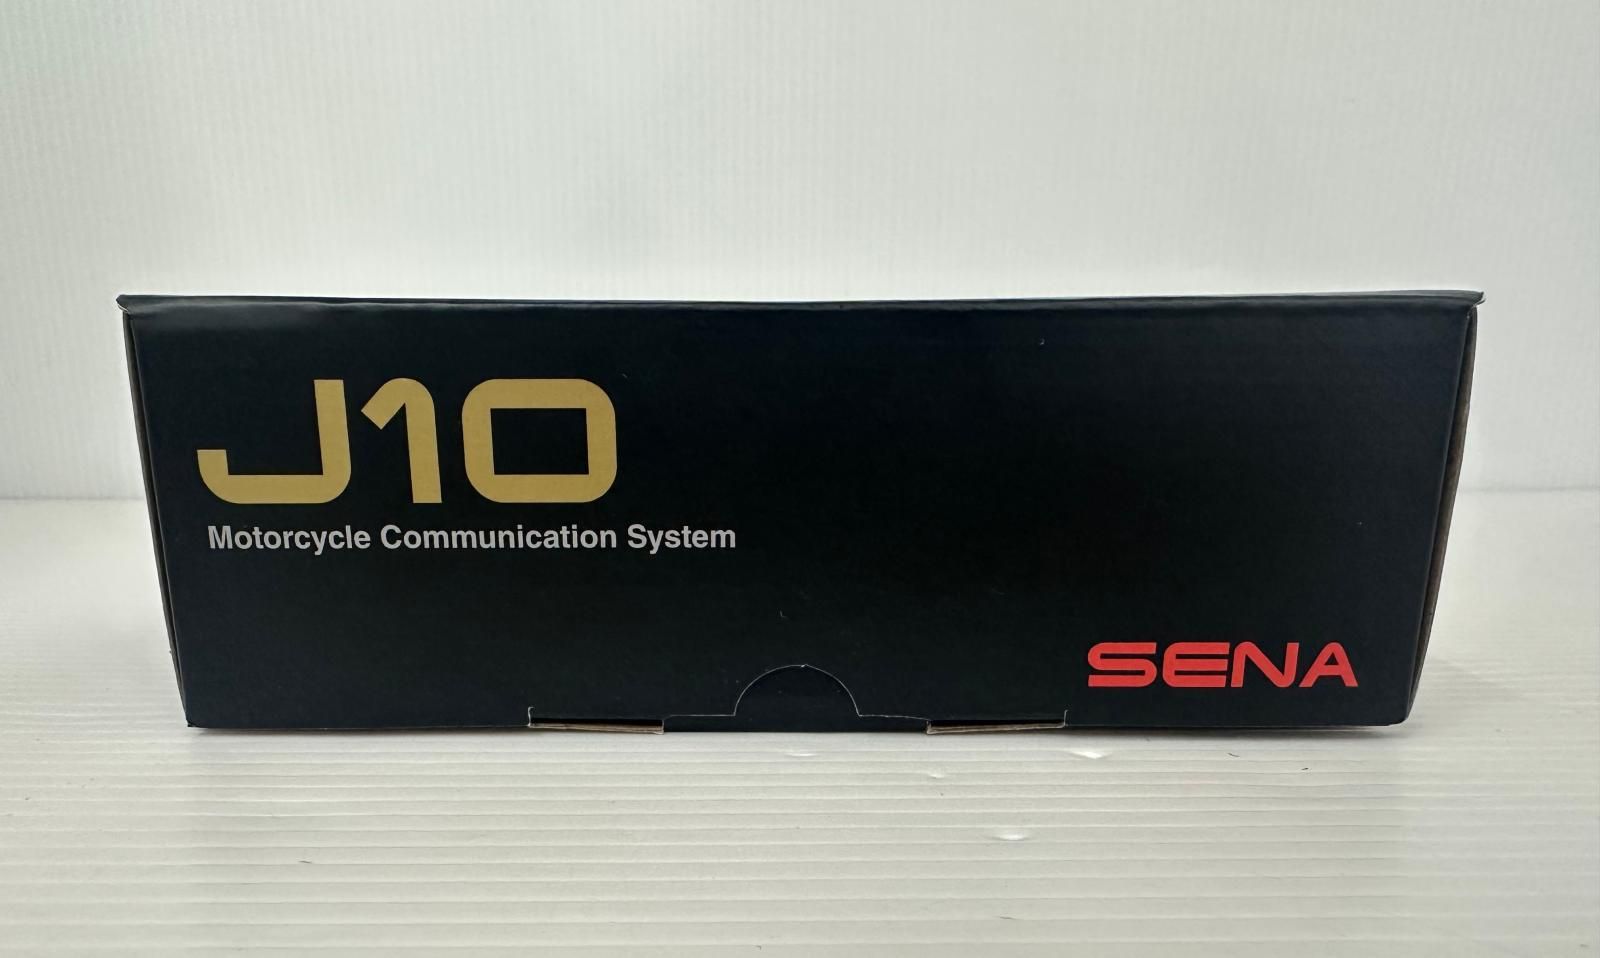 J10
Motorcycle Communication System
SENA